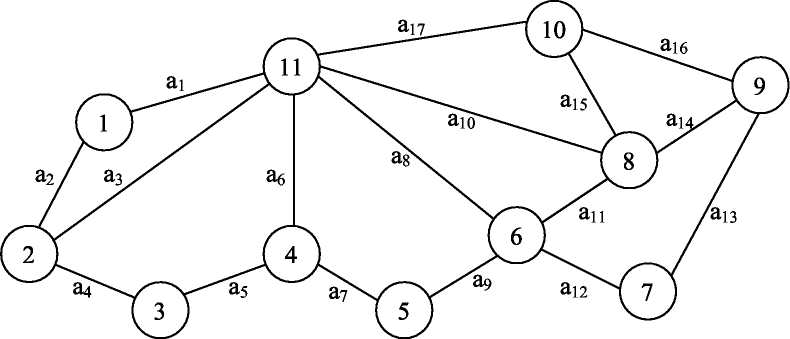 a₁₇
10
a₁₆
11
a₁
9
a₁₅
a₁₄
1
a₁₀
a₈
8
a₂
a₃
a₆
a₁₁
a₁₃
6
2
4
a₄
a₅
a₇
a₉
a₁₂
7
3
5